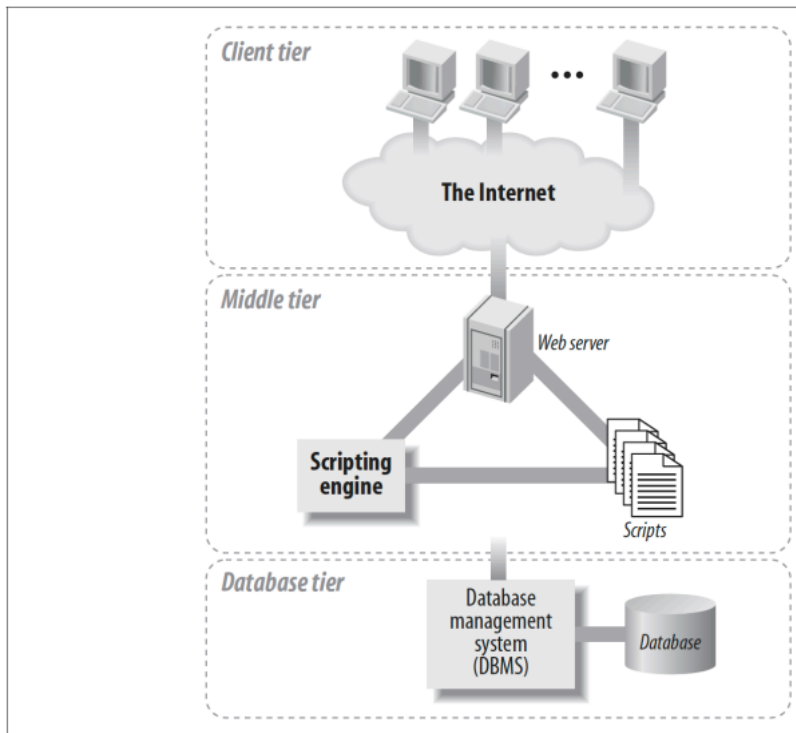 Client tier
The Internet
Middle tier
Web server
Scripting
engine
Scripts
Database tier
Database
management
system
(DBMS)
Database